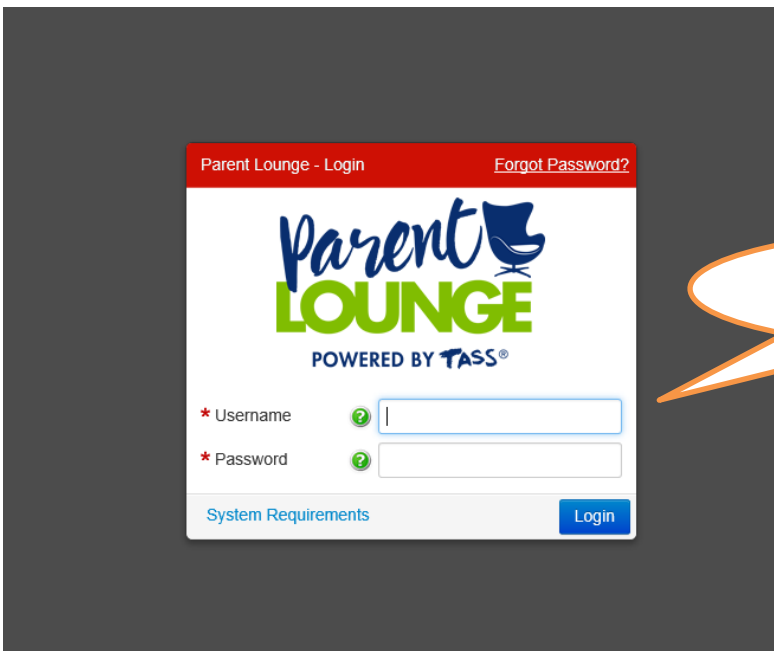 Parent Lounge - Login Forgot Password?
Parent
LOUNGE
POWERED BY TASS®
* Username
* Password
System Requirements Login